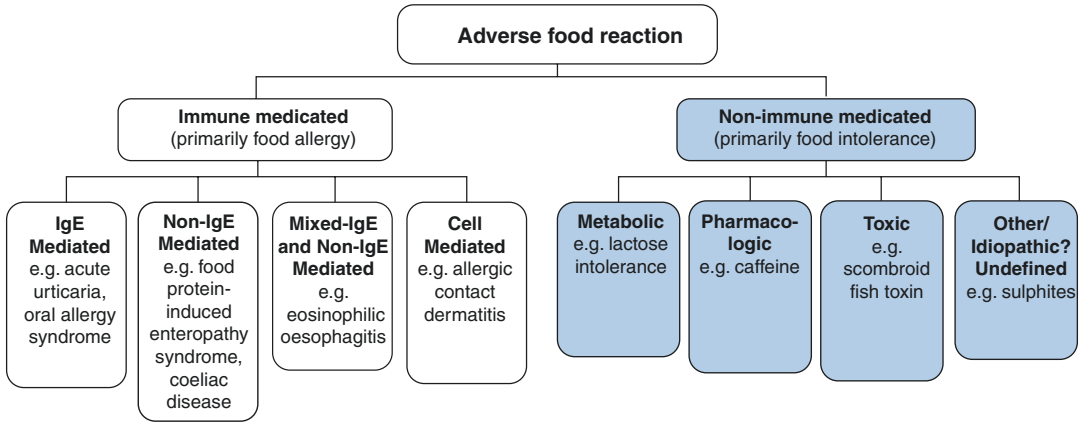 Adverse food reaction
Immune medicated
(primarily food allergy)
Non-immune medicated
(primarily food intolerance)
IgE
Mediated
e.g. acute
urticaria,
oral allergy
syndrome
Non-IgE
Mediated
e.g. food
protein-
induced
enteropathy
syndrome,
coeliac
disease
Mixed-IgE
and Non-IgE
Mediated
e.g.
eosinophilic
oesophagitis
Cell
Mediated
e.g. allergic
contact
dermatitis
Metabolic
e.g. lactose
intolerance
Pharmaco-
logic
e.g. caffeine
Toxic
e.g.
scombroid
fish toxin
Other/
Idiopathic?
Undefined
e.g. sulphites